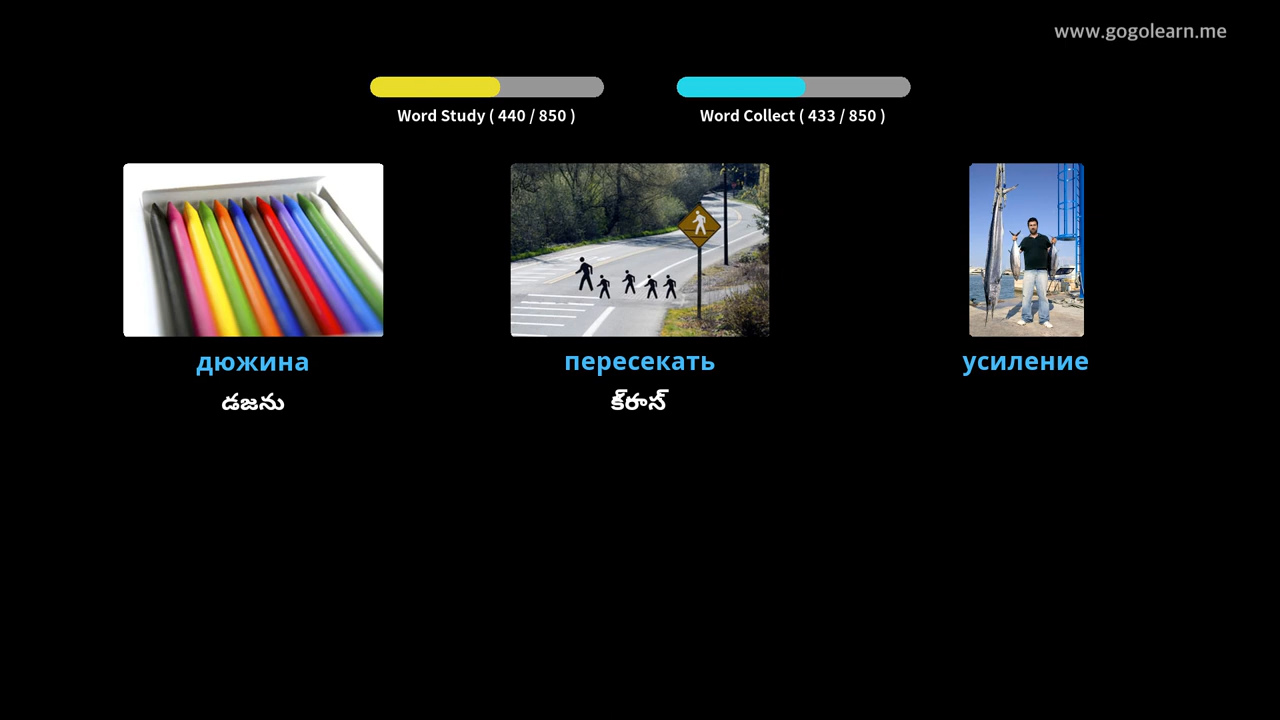 www.gogolearn.me
Word Study ( 440 / 850 )
Word Collect ( 433 / 850 )
дюжина
пересекать
усиление
డజను
క్రాస్